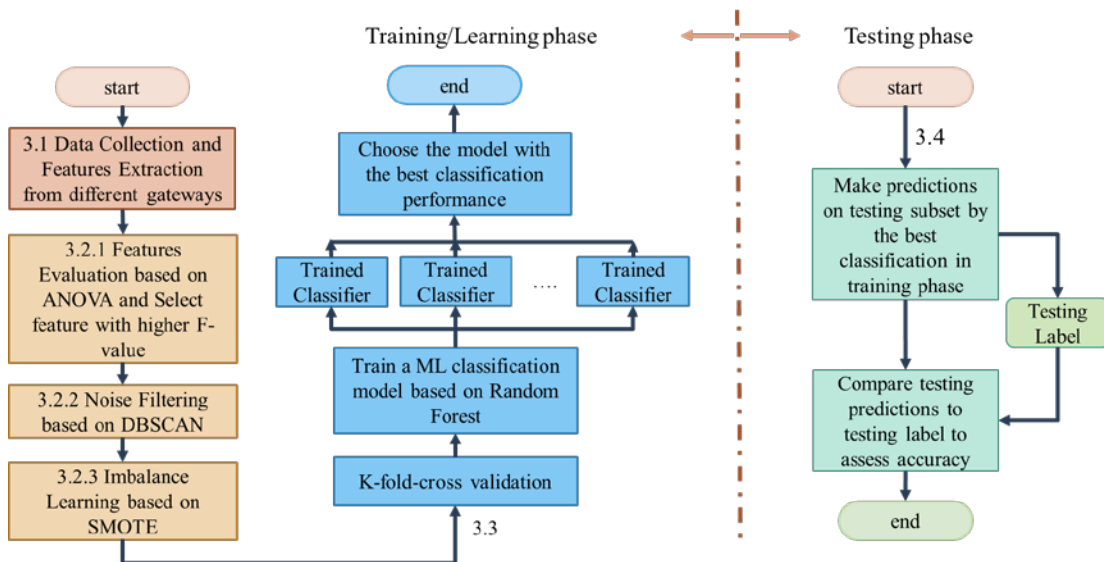 Training/Learning phase
Testing phase
start
3.1 Data Collection and
Features Extraction
from different gateways
3.2.1 Features
Evaluation based on
ANOVA and Select
feature with higher F-
value
3.2.2 Noise Filtering
based on DBSCAN
3.2.3 Imbalance
Learning based on
SMOTE
end
Choose the model with
the best classification
performance
Trained
Classifier
Trained
Classifier
....
Trained
Classifier
Train a ML classification
model based on Random
Forest
K-fold-cross validation
3.3
start
3.4
Make predictions
on testing subset by
the best
classification in
training phase
Testing
Label
Compare testing
predictions to
testing label to
assess accuracy
end